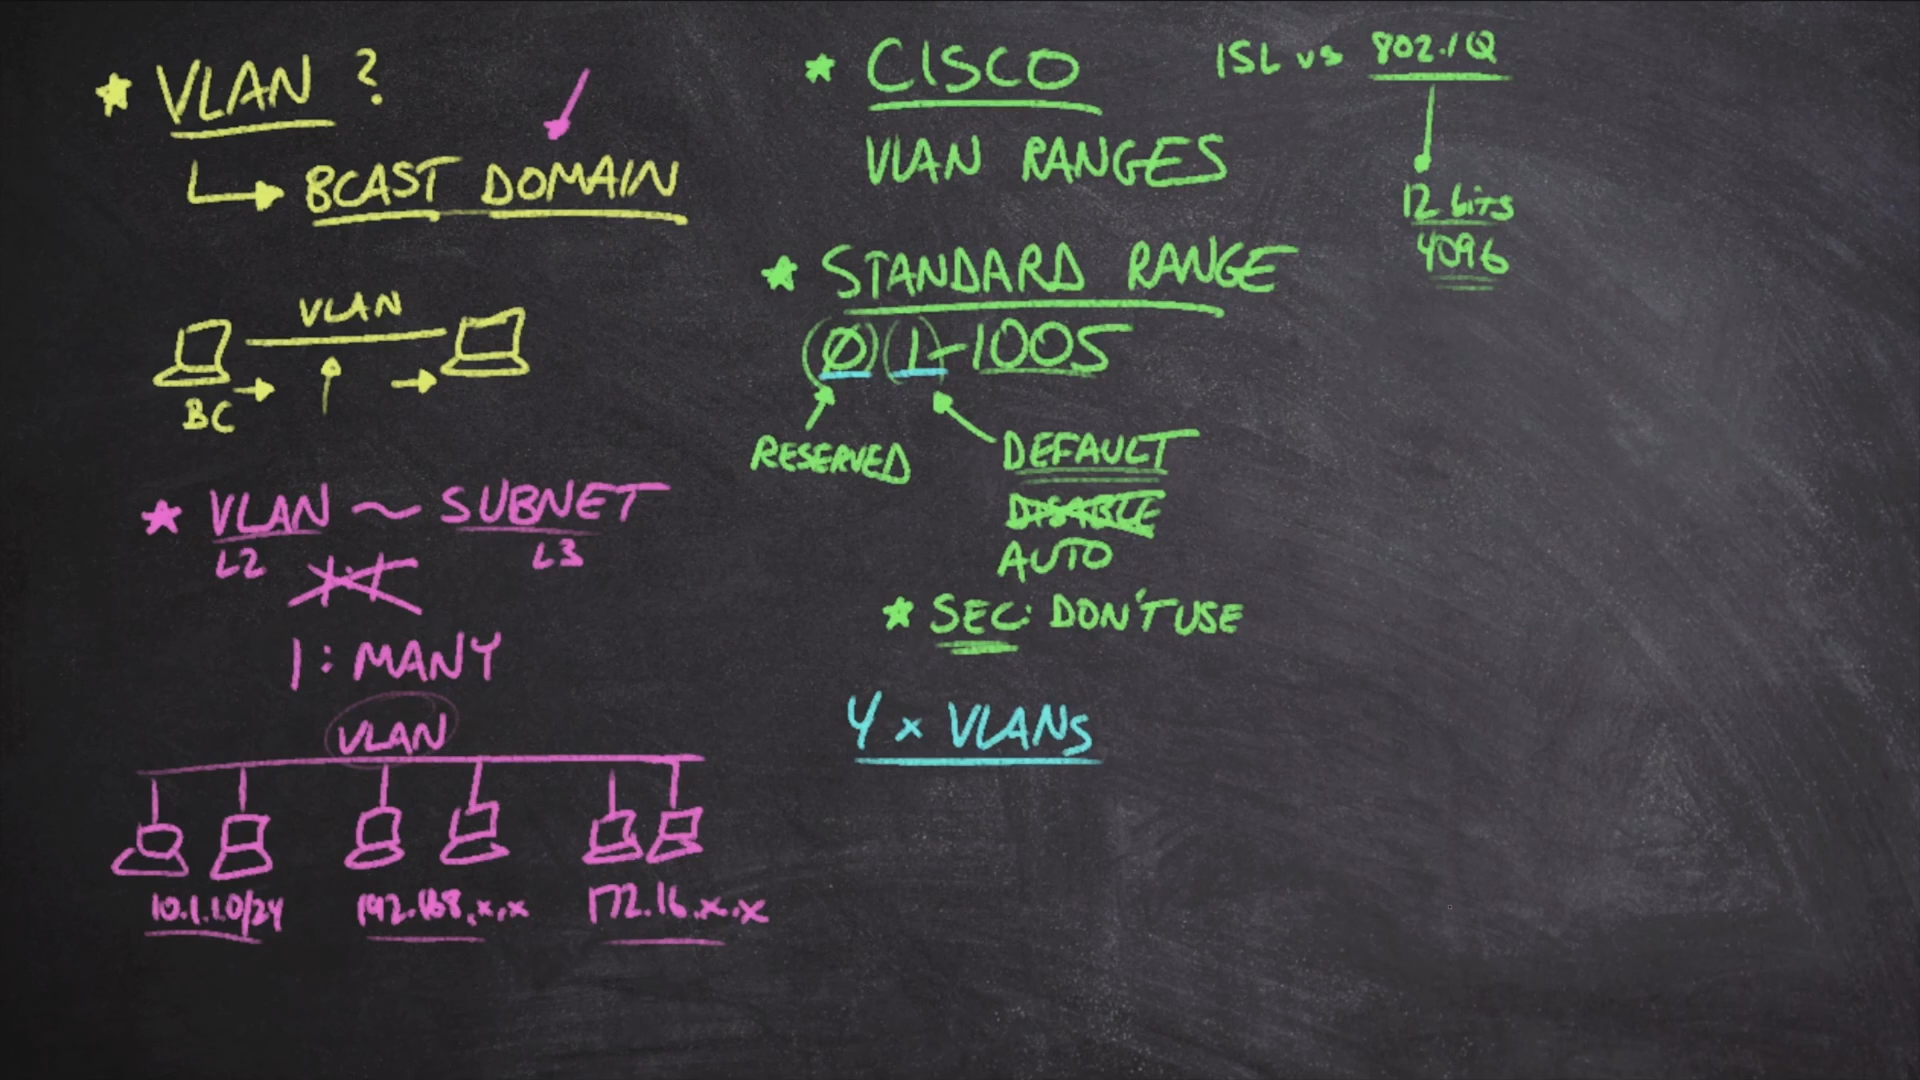 ★ VLAN ?
↳ BCAST DOMAIN
VLAN
BC
★ VLAN ~ SUBNET
L2 L3
1 : MANY
VLAN
10.1.1.0/24 192.168.x.x 172.16.x.x
★ CISCO
VLAN RANGES
ISL vs 802.1Q
12 bits
4096
★ STANDARD RANGE
(0) (1)-1005
RESERVED
DEFAULT
DISABLE
AUTO
★ SEC: DON'T USE
4 x VLANs